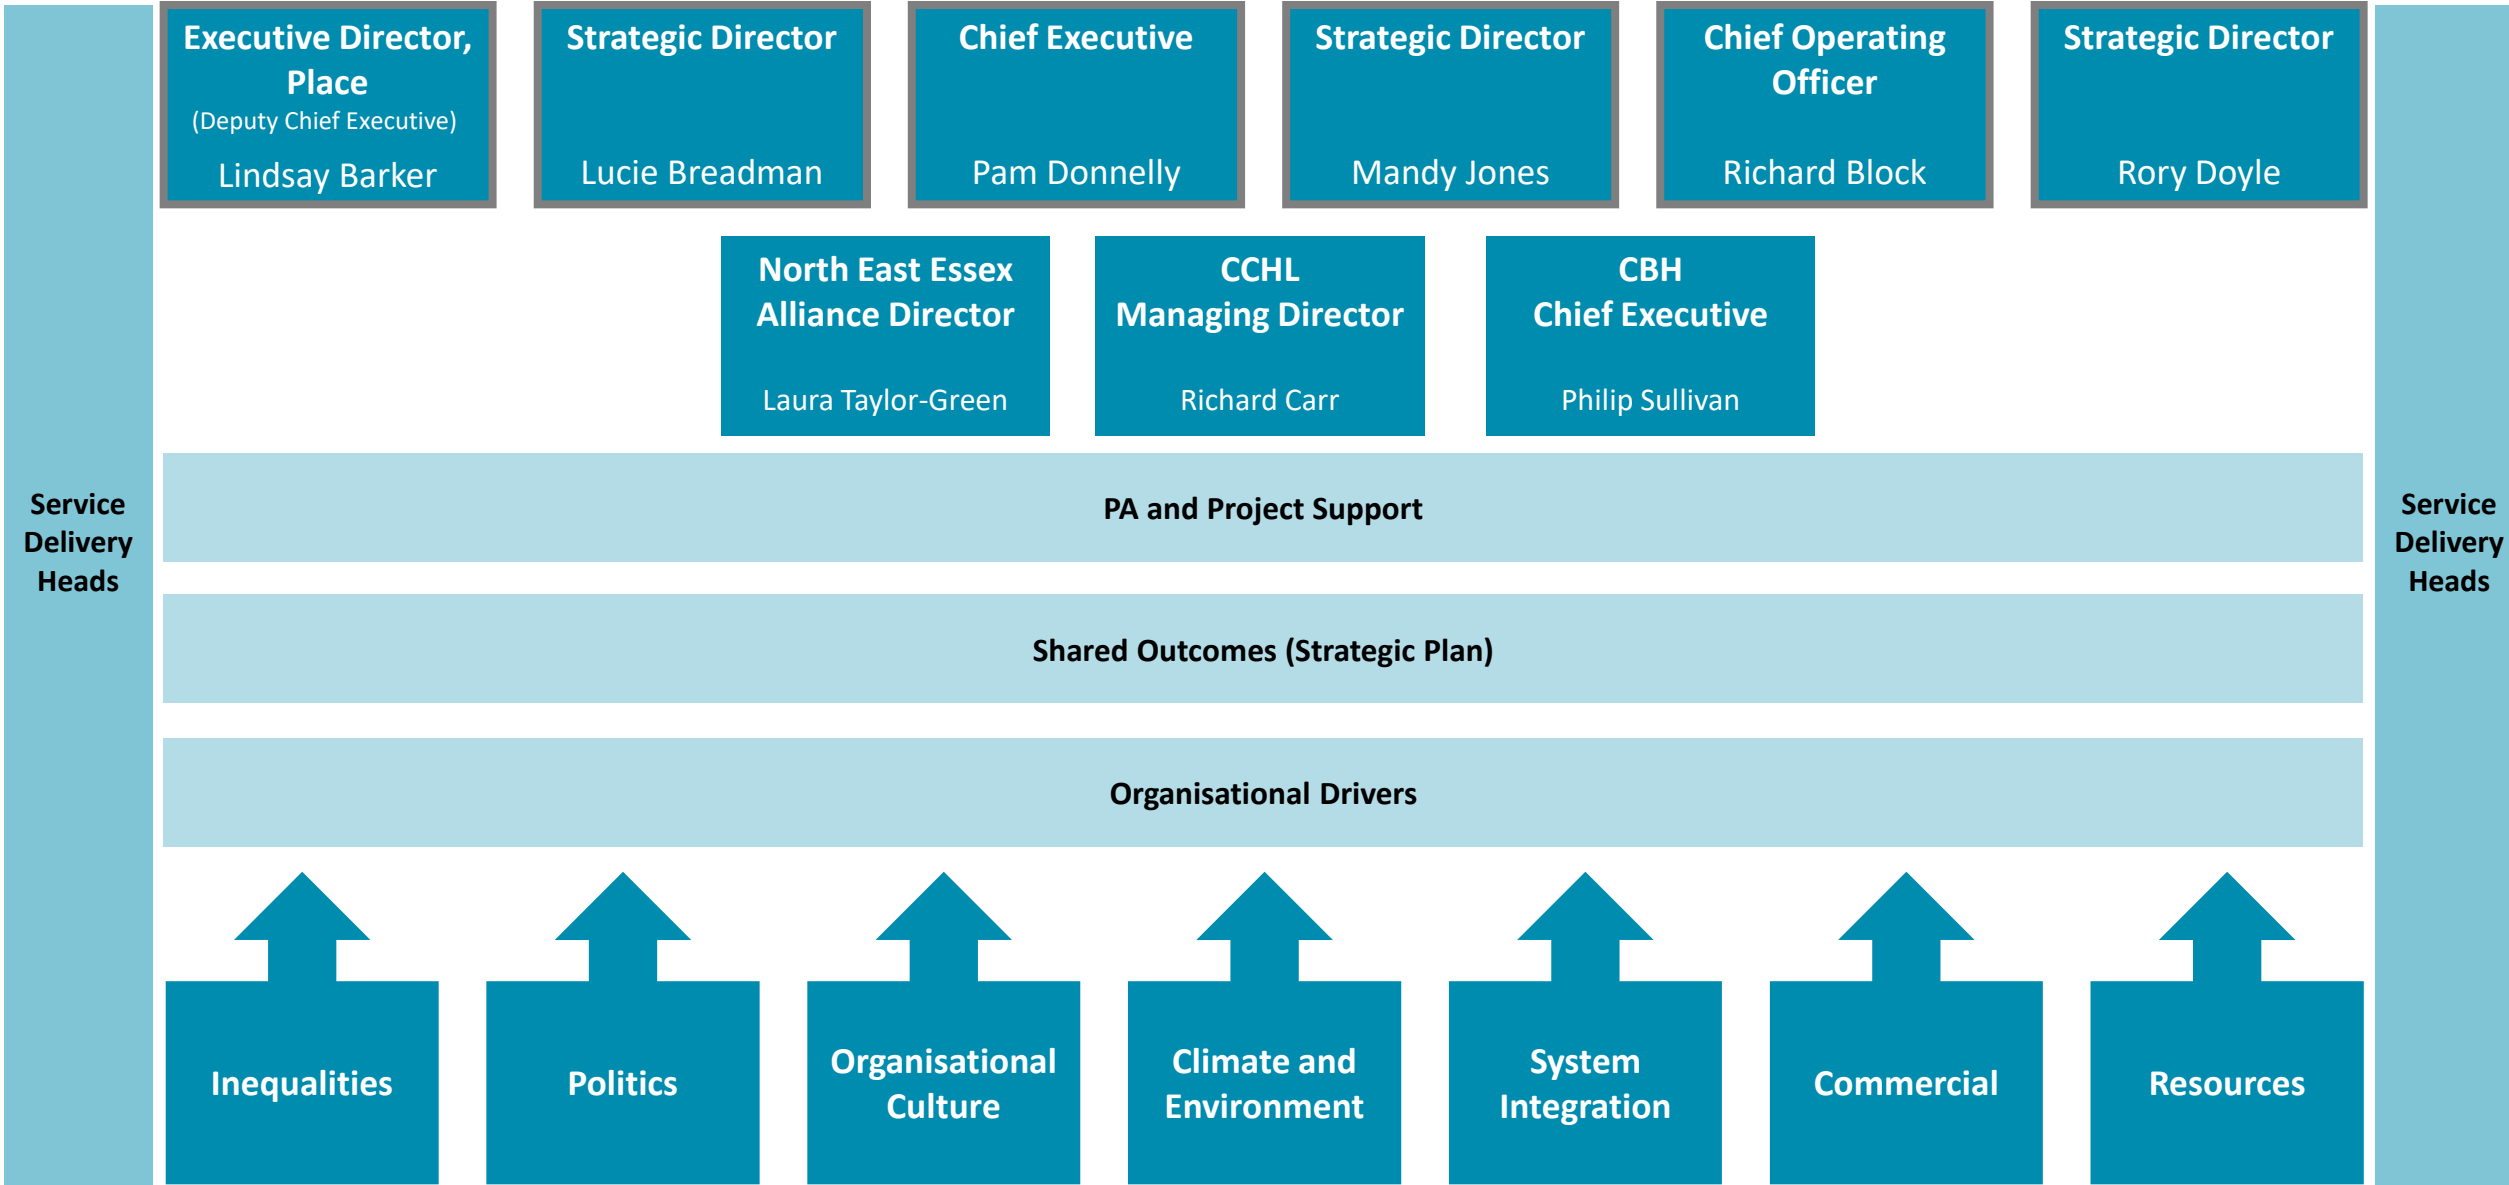 Executive Director,
Place
(Deputy Chief Executive)
Lindsay Barker
Strategic Director
Lucie Breadman
Chief Executive
Pam Donnelly
Strategic Director
Mandy Jones
Chief Operating
Officer
Richard Block
Strategic Director
Rory Doyle
North East Essex
Alliance Director
Laura Taylor-Green
CCHL
Managing Director
Richard Carr
CBH
Chief Executive
Philip Sullivan
Service
Delivery
Heads
PA and Project Support
Service
Delivery
Heads
Shared Outcomes (Strategic Plan)
Organisational Drivers
Inequalities
Politics
Organisational
Culture
Climate and
Environment
System
Integration
Commercial
Resources